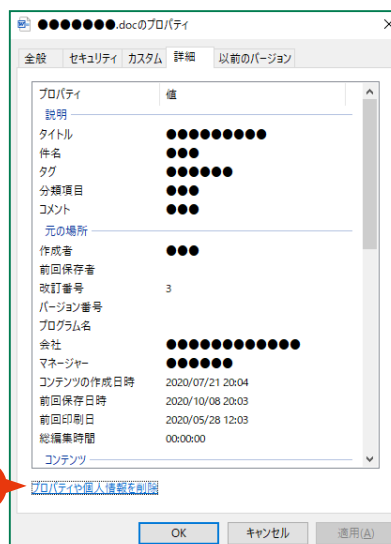 ●●●●●●●.docのプロパティ
全般 セキュリティ カスタム 詳細 以前のバージョン
プロパティ 値
説明
タイトル ●●●●●●●●●
件名 ●●●
タグ ●●●●●●
分類項目 ●●●
コメント ●●●
元の場所
作成者 ●●●
前回保存者
改訂番号 3
バージョン番号
プログラム名
会社 ●●●●●●●●●●●●
マネージャー ●●●●●●
コンテンツの作成日時 2020/07/21 20:04
前回保存日時 2020/10/08 20:03
前回印刷日 2020/05/28 12:03
総編集時間 00:00:00
コンテンツ
プロパティや個人情報を削除
OK キャンセル 適用(A)